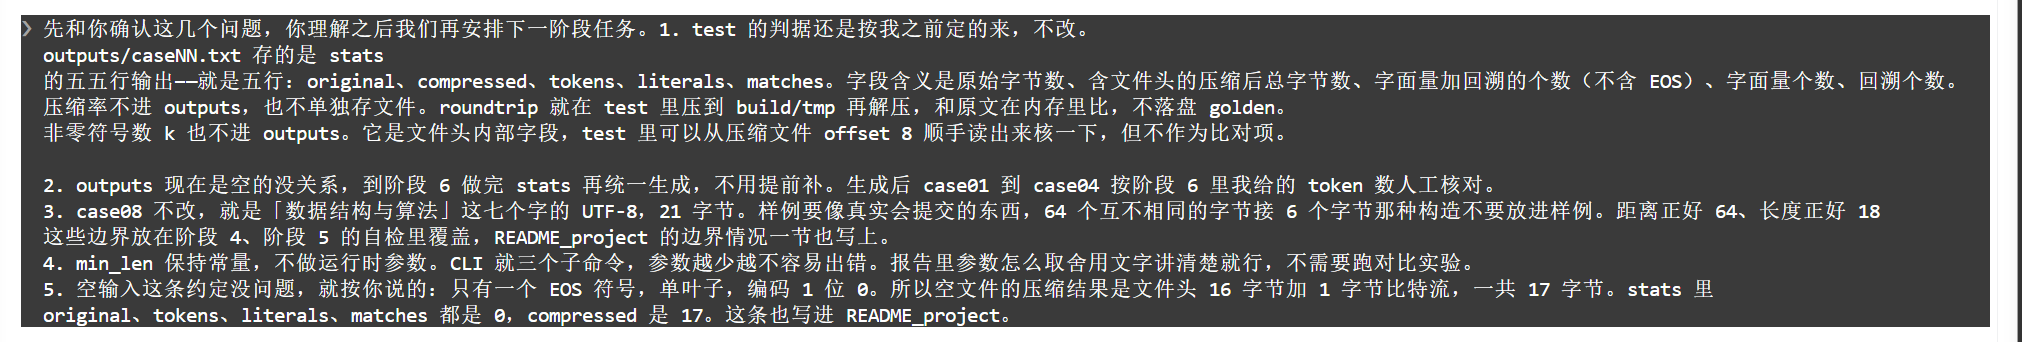 ❯ 先和你确认这几个问题，你理解之后我们再安排下一阶段任务。1. test 的判据还是按我之前定的来，不改。
outputs/caseNN.txt 存的是 stats
的五五行输出——就是五行：original、compressed、tokens、literals、matches。字段含义是原始字节数、含文件头的压缩后总字节数、字面量加回溯的个数（不含 EOS）、字面量个数、回溯个数。
压缩率不进 outputs，也不单独存文件。roundtrip 就在 test 里压到 build/tmp 再解压，和原文在内存里比，不落盘 golden。
非零符号数 k 也不进 outputs。它是文件头内部字段，test 里可以从压缩文件 offset 8 顺手读出来核一下，但不作为比对项。
2. outputs 现在是空的没关系，到阶段 6 做完 stats 再统一生成，不用提前补。生成后 case01 到 case04 按阶段 6 里我给的 token 数人工核对。
3. case08 不改，就是「数据结构与算法」这七个字的 UTF-8，21 字节。样例要像真实会提交的东西，64 个互不相同的字节接 6 个字节那种构造不要放进样例。距离正好 64、长度正好 18
这些边界放在阶段 4、阶段 5 的自检里覆盖，README_project 的边界情况一节也写上。
4. min_len 保持常量，不做运行时参数。CLI 就三个子命令，参数越少越不容易出错。报告里参数怎么取舍用文字讲清楚就行，不需要跑对比实验。
5. 空输入这条约定没问题，就按你说的：只有一个 EOS 符号，单叶子，编码 1 位 0。所以空文件的压缩结果是文件头 16 字节加 1 字节比特流，一共 17 字节。stats 里
original、tokens、literals、matches 都是 0，compressed 是 17。这条也写进 README_project。